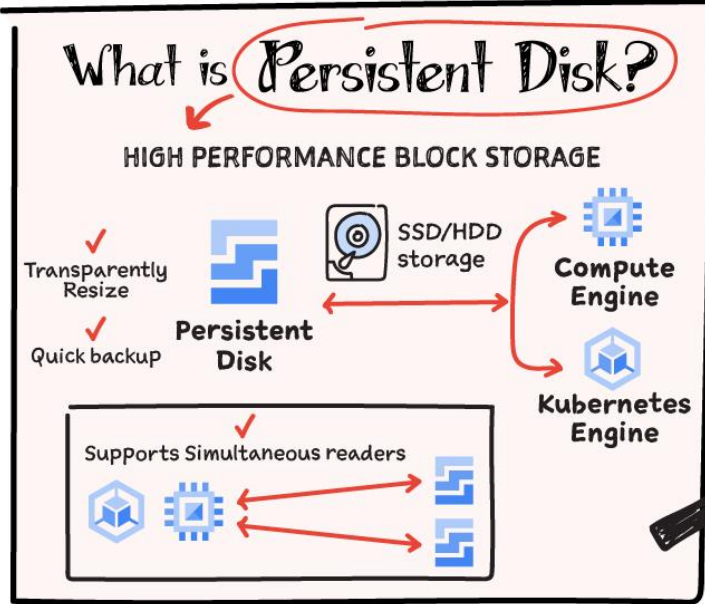 What is Persistent Disk?
HIGH PERFORMANCE BLOCK STORAGE
✓
Transparently
Resize
✓
Quick backup
Persistent
Disk
SSD/HDD
storage
Compute
Engine
Kubernetes
Engine
✓
Supports Simultaneous readers